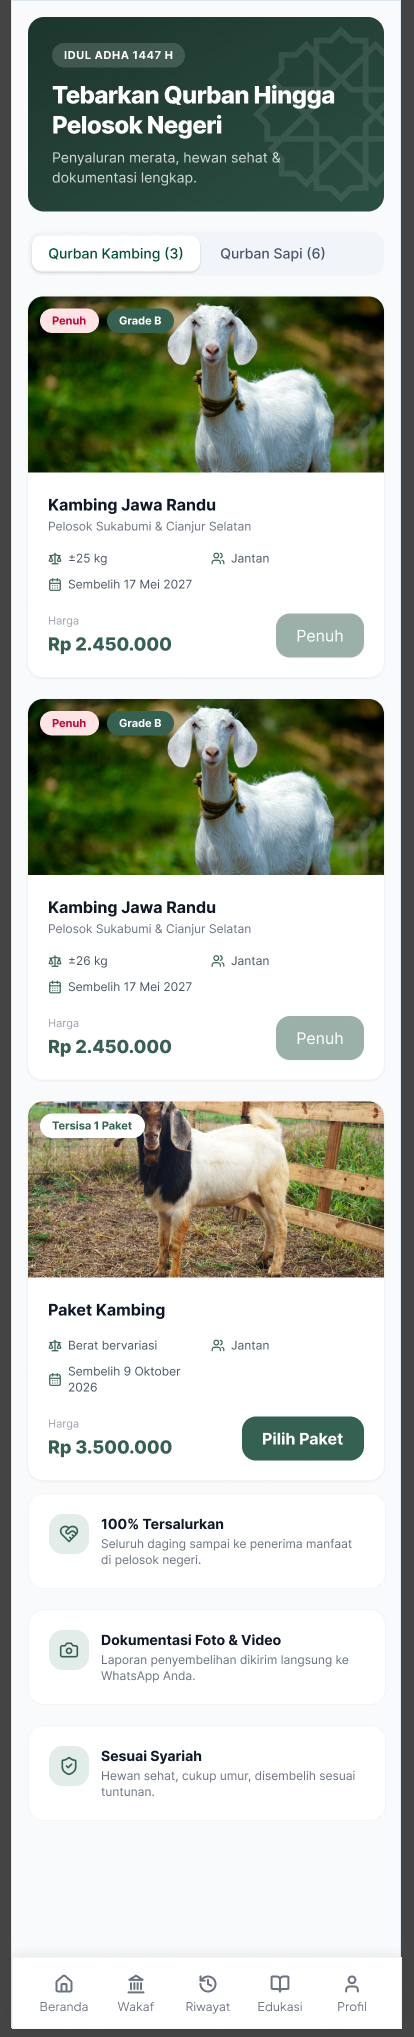 IDUL ADHA 1447 H
Tebarkan Qurban Hingga
Pelosok Negeri
Penyaluran merata, hewan sehat &
dokumentasi lengkap.
Qurban Kambing (3)
Qurban Sapi (6)
Penuh
Grade B
Kambing Jawa Randu
Pelosok Sukabumi & Cianjur Selatan
±25 kg
Jantan
Sembelih 17 Mei 2027
Harga
Rp 2.450.000
Penuh
Penuh
Grade B
Kambing Jawa Randu
Pelosok Sukabumi & Cianjur Selatan
±26 kg
Jantan
Sembelih 17 Mei 2027
Harga
Rp 2.450.000
Penuh
Tersisa 1 Paket
Paket Kambing
Berat bervariasi
Jantan
Sembelih 9 Oktober
2026
Harga
Rp 3.500.000
Pilih Paket
100% Tersalurkan
Seluruh daging sampai ke penerima manfaat
di pelosok negeri.
Dokumentasi Foto & Video
Laporan penyembelihan dikirim langsung ke
WhatsApp Anda.
Sesuai Syariah
Hewan sehat, cukup umur, disembelih sesuai
tuntunan.
Beranda
Wakaf
Riwayat
Edukasi
Profil